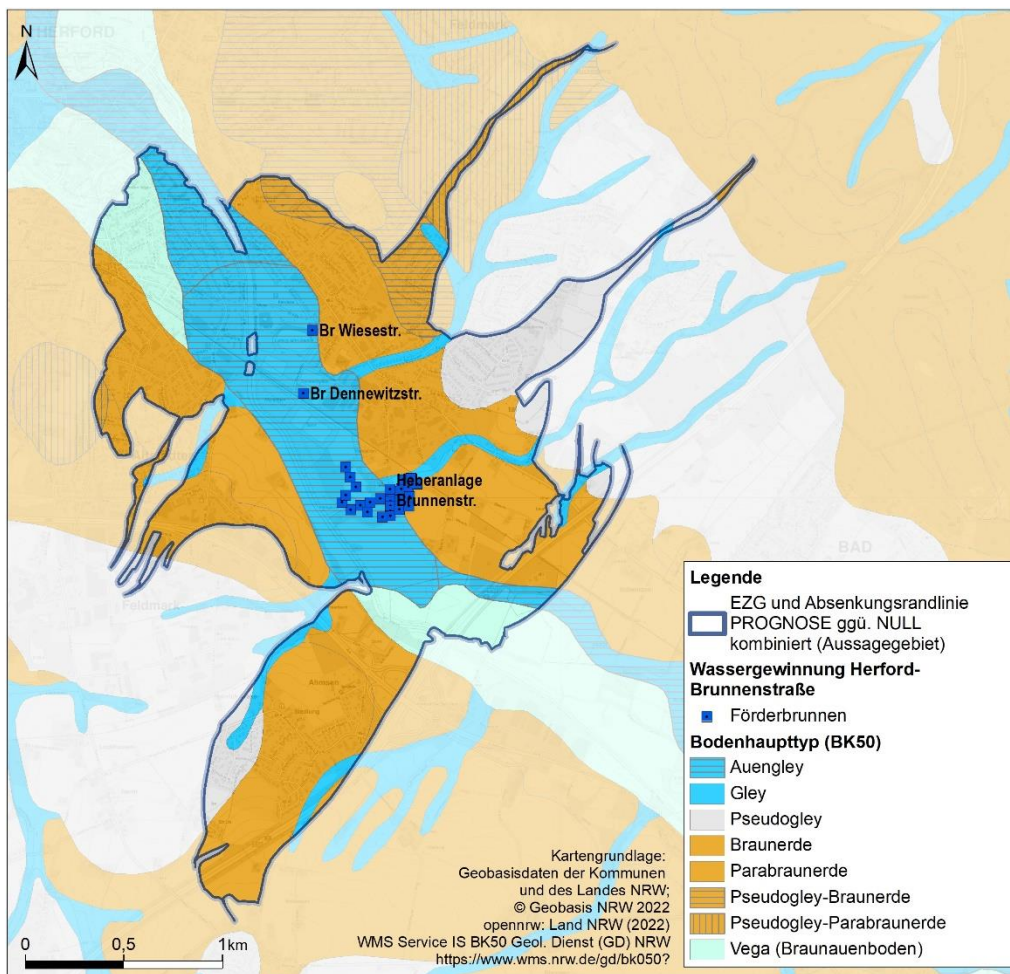 HERFORD
Feldmark
N
Br Wiesestr.
Br Dennewitzstr.
Heberanlage
Brunnenstr.
BAD
Feldmark
Legende
EZG und Absenkungsrandlinie
PROGNOSE ggü. NULL
kombiniert (Aussagegebiet)
Wassergewinnung Herford-
Brunnenstraße
Förderbrunnen
Bodenhaupttyp (BK50)
Auengley
Gley
Pseudogley
Braunerde
Parabraunerde
Pseudogley-Braunerde
Pseudogley-Parabraunerde
Vega (Braunauenboden)
Kartengrundlage:
Geobasisdaten der Kommunen
und des Landes NRW;
© Geobasis NRW 2022
opennrw: Land NRW (2022)
WMS Service IS BK50 Geol. Dienst (GD) NRW
https://www.wms.nrw.de/gd/bk050?
0 0,5 1km